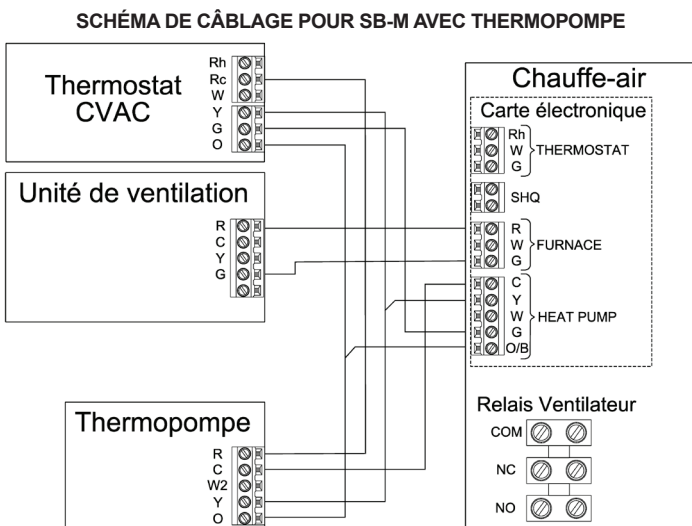 SCHÉMA DE CÂBLAGE POUR SB-M AVEC THERMOPOMPE
Thermostat
CVAC
Rh
Rc
W
Y
G
O
Unité de ventilation
R
C
Y
G
Thermopompe
R
C
W2
Y
O
Chauffe-air
Carte électronique
Rh
W
G
THERMOSTAT
SHQ
R
W
G
FURNACE
C
Y
W
G
O/B
HEAT PUMP
Relais Ventilateur
COM
NC
NO